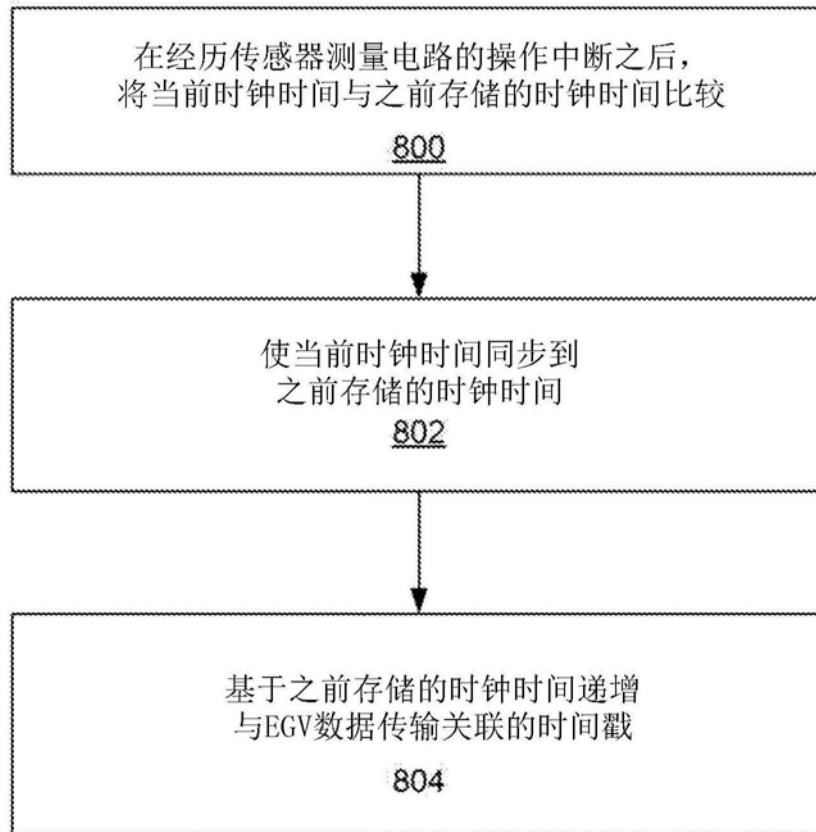 在经历传感器测量电路的操作中断之后，
将当前时钟时间与之前存储的时钟时间比较
800
使当前时钟时间同步到
之前存储的时钟时间
802
基于之前存储的时钟时间递增
与EGV数据传输关联的时间戳
804